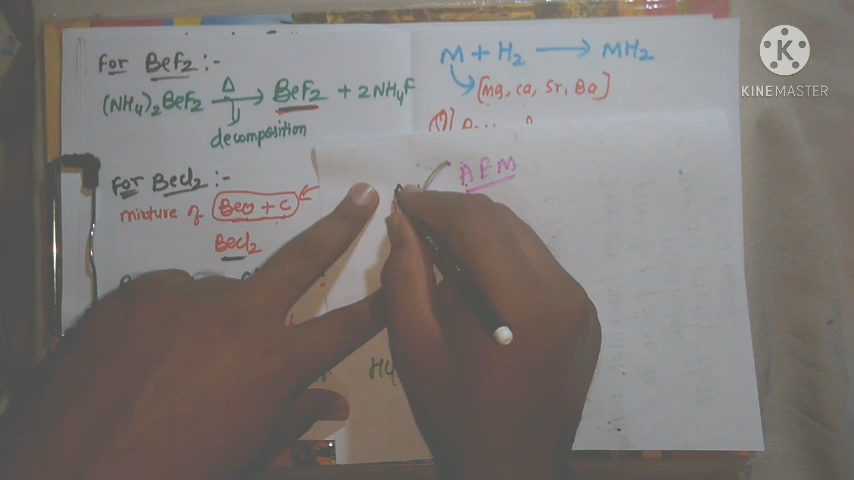 For BeF2 :-
(NH4)2BeF2 Δ→ BeF2 + 2NH4F
decomposition
For BeCl2 :-
mixture of BeO + C
BeCl2
M + H2 → MH2
[Mg, Ca, Sr, Ba]
AEM
K
KINEMASTER